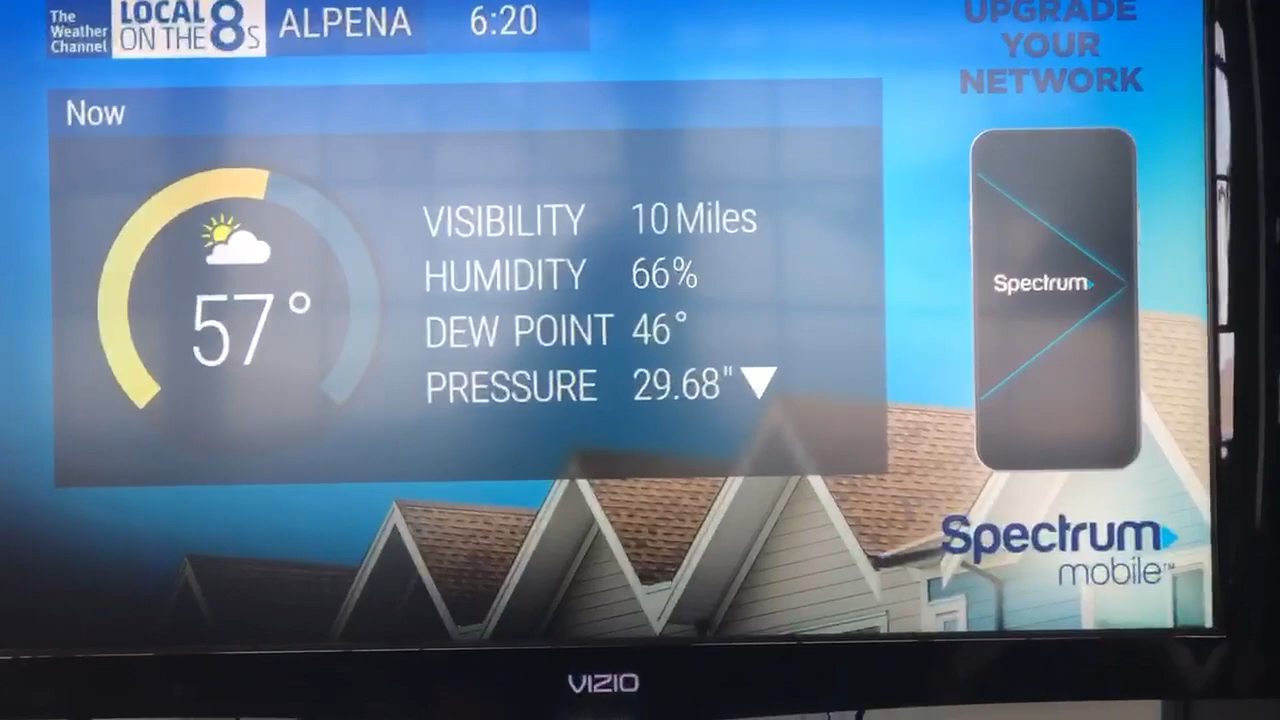 The
Weather
Channel
LOCAL
ON THE 8s
ALPENA
6:20
UPGRADE
YOUR
NETWORK
Now
57°
VISIBILITY 10 Miles
HUMIDITY 66%
DEW POINT 46°
PRESSURE 29.68"
Spectrum
Spectrum
mobile™
VIZIO